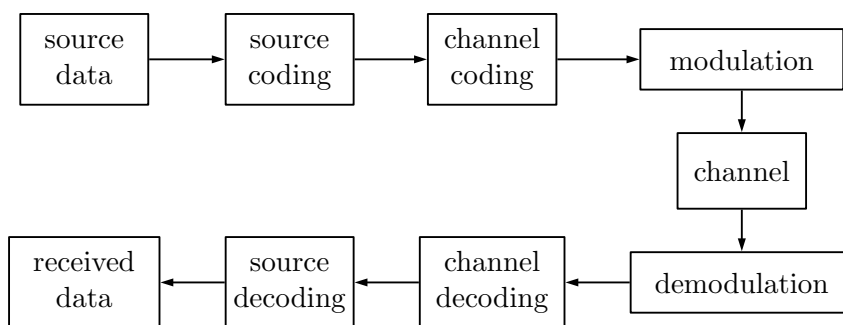 source
data
source
coding
channel
coding
modulation
channel
demodulation
channel
decoding
source
decoding
received
data